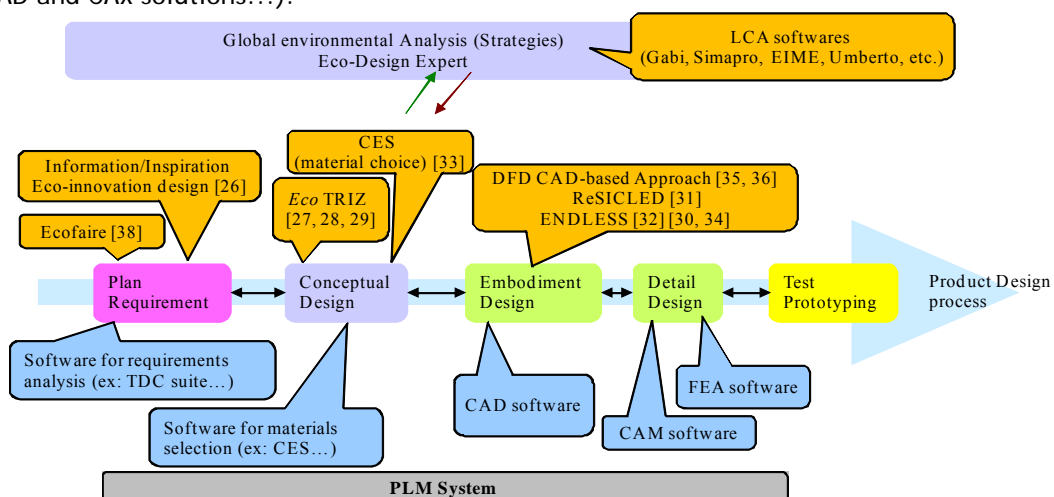 AD and CAx solutions...).
Global environmental Analysis (Strategies)
Eco-Design Expert
LCA softwares
(Gabi, Simapro, EIME, Umberto, etc.)
CES
(material choice) [33]
Information/Inspiration
Eco-innovation design [26]
Eco TRIZ
[27, 28, 29]
DFD CAD-based Approach [35, 36]
ReSICLED [31]
ENDLESS [32] [30, 34]
Ecofaire [38]
Plan
Requirement
Conceptual
Design
Embodiment
Design
Detail
Design
Test
Prototyping
Product Design
process
Software for requirements
analysis (ex: TDC suite...)
Software for materials
selection (ex: CES...)
CAD software
CAM software
FEA software
PLM System